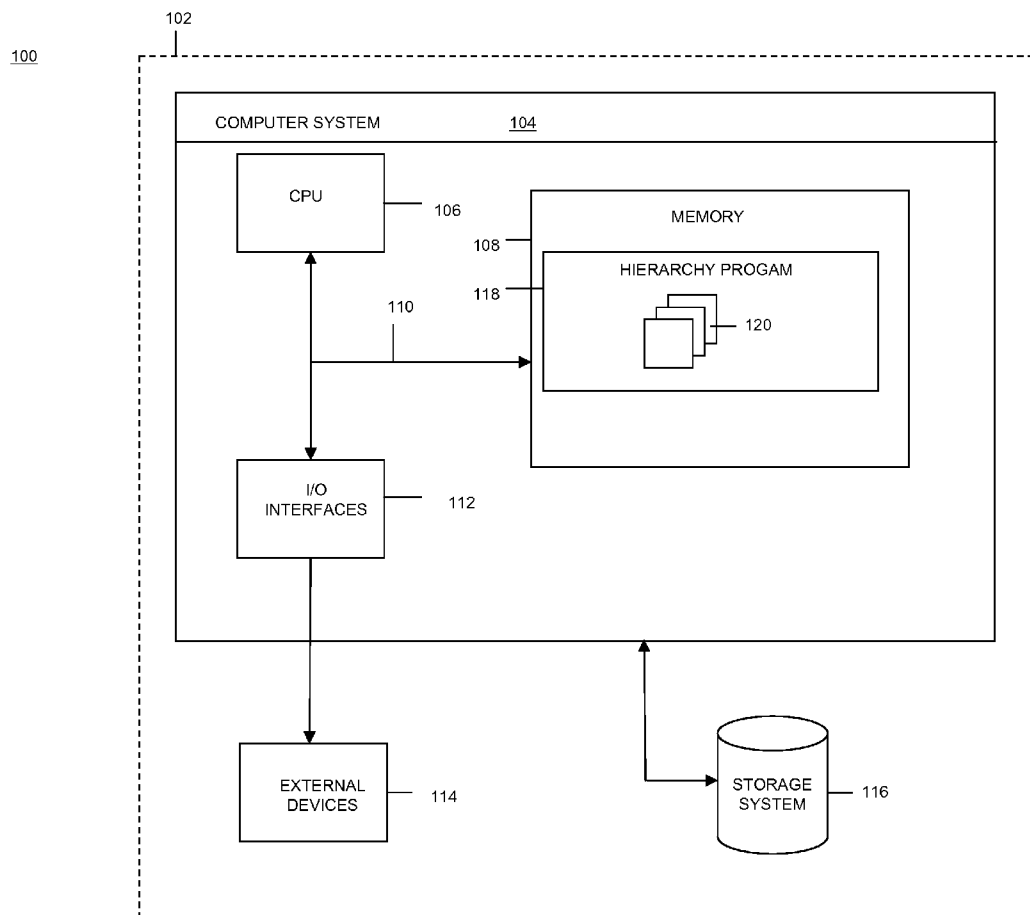 102
100
COMPUTER SYSTEM 104
CPU
106
MEMORY
108
HIERARCHY PROGAM
118
110
120
I/O
INTERFACES
112
EXTERNAL
DEVICES
114
STORAGE
SYSTEM
116